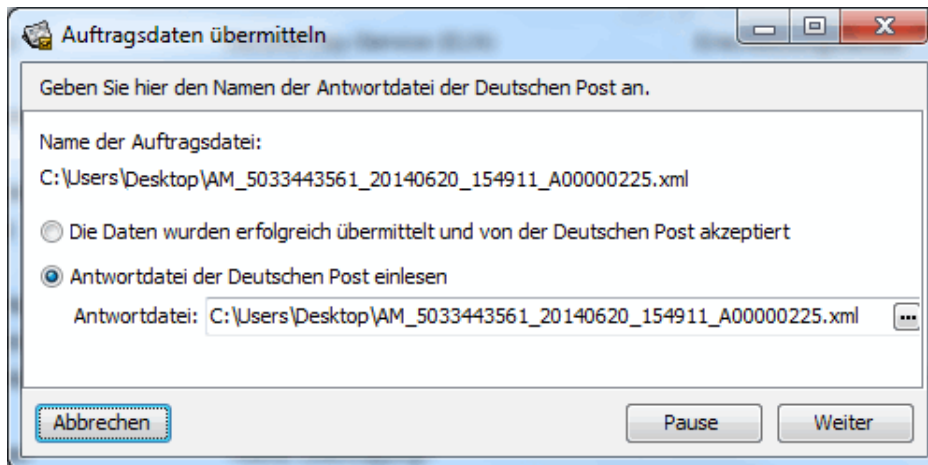 Auftragsdaten übermitteln
Geben Sie hier den Namen der Antwortdatei der Deutschen Post an.
Name der Auftragsdatei:
C:\Users\Desktop\AM_5033443561_20140620_154911_A00000225.xml
Die Daten wurden erfolgreich übermittelt und von der Deutschen Post akzeptiert
Antwortdatei der Deutschen Post einlesen
Antwortdatei: C:\Users\Desktop\AM_5033443561_20140620_154911_A00000225.xml ...
Abbrechen Pause Weiter